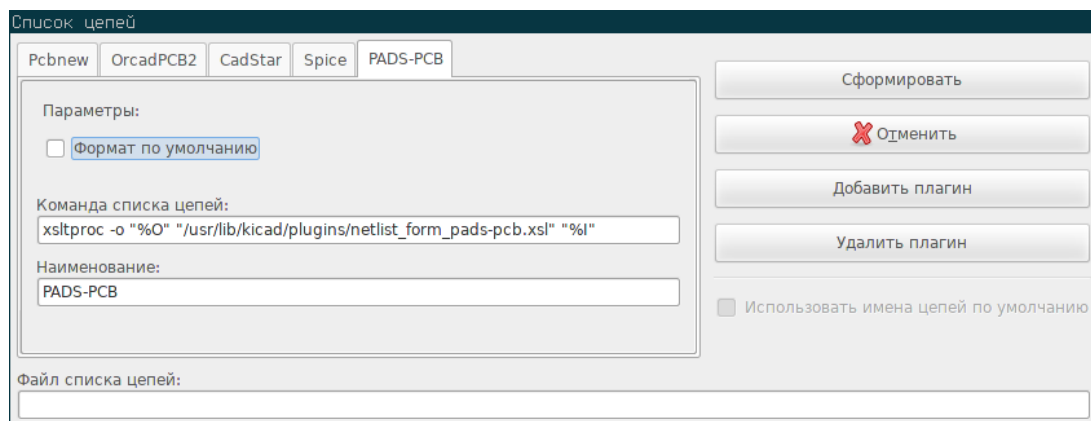 Список цепей
Pcbnew OrcadPCB2 CadStar Spice PADS-PCB
Сформировать
Параметры:
Отменить
Формат по умолчанию
Добавить плагин
Команда списка цепей:
xsltproc -o "%O" "/usr/lib/kicad/plugins/netlist_form_pads-pcb.xsl" "%I"
Удалить плагин
Наименование:
PADS-PCB
Использовать имена цепей по умолчанию
Файл списка цепей: